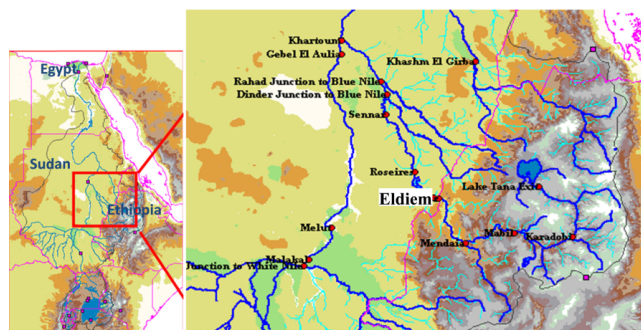 Egypt
Sudan
Ethiopia
Khartoun
Gebel El Aulia
Khashm El Girba
Rahad Junction to Blue Nile
Dinder Junction to Blue Nile
Sennar
Roseires
Lake Tana Exit
Eldiem
Melut
Mendaia
Mabil
Karadobi
Malakal
Junction to White Nile